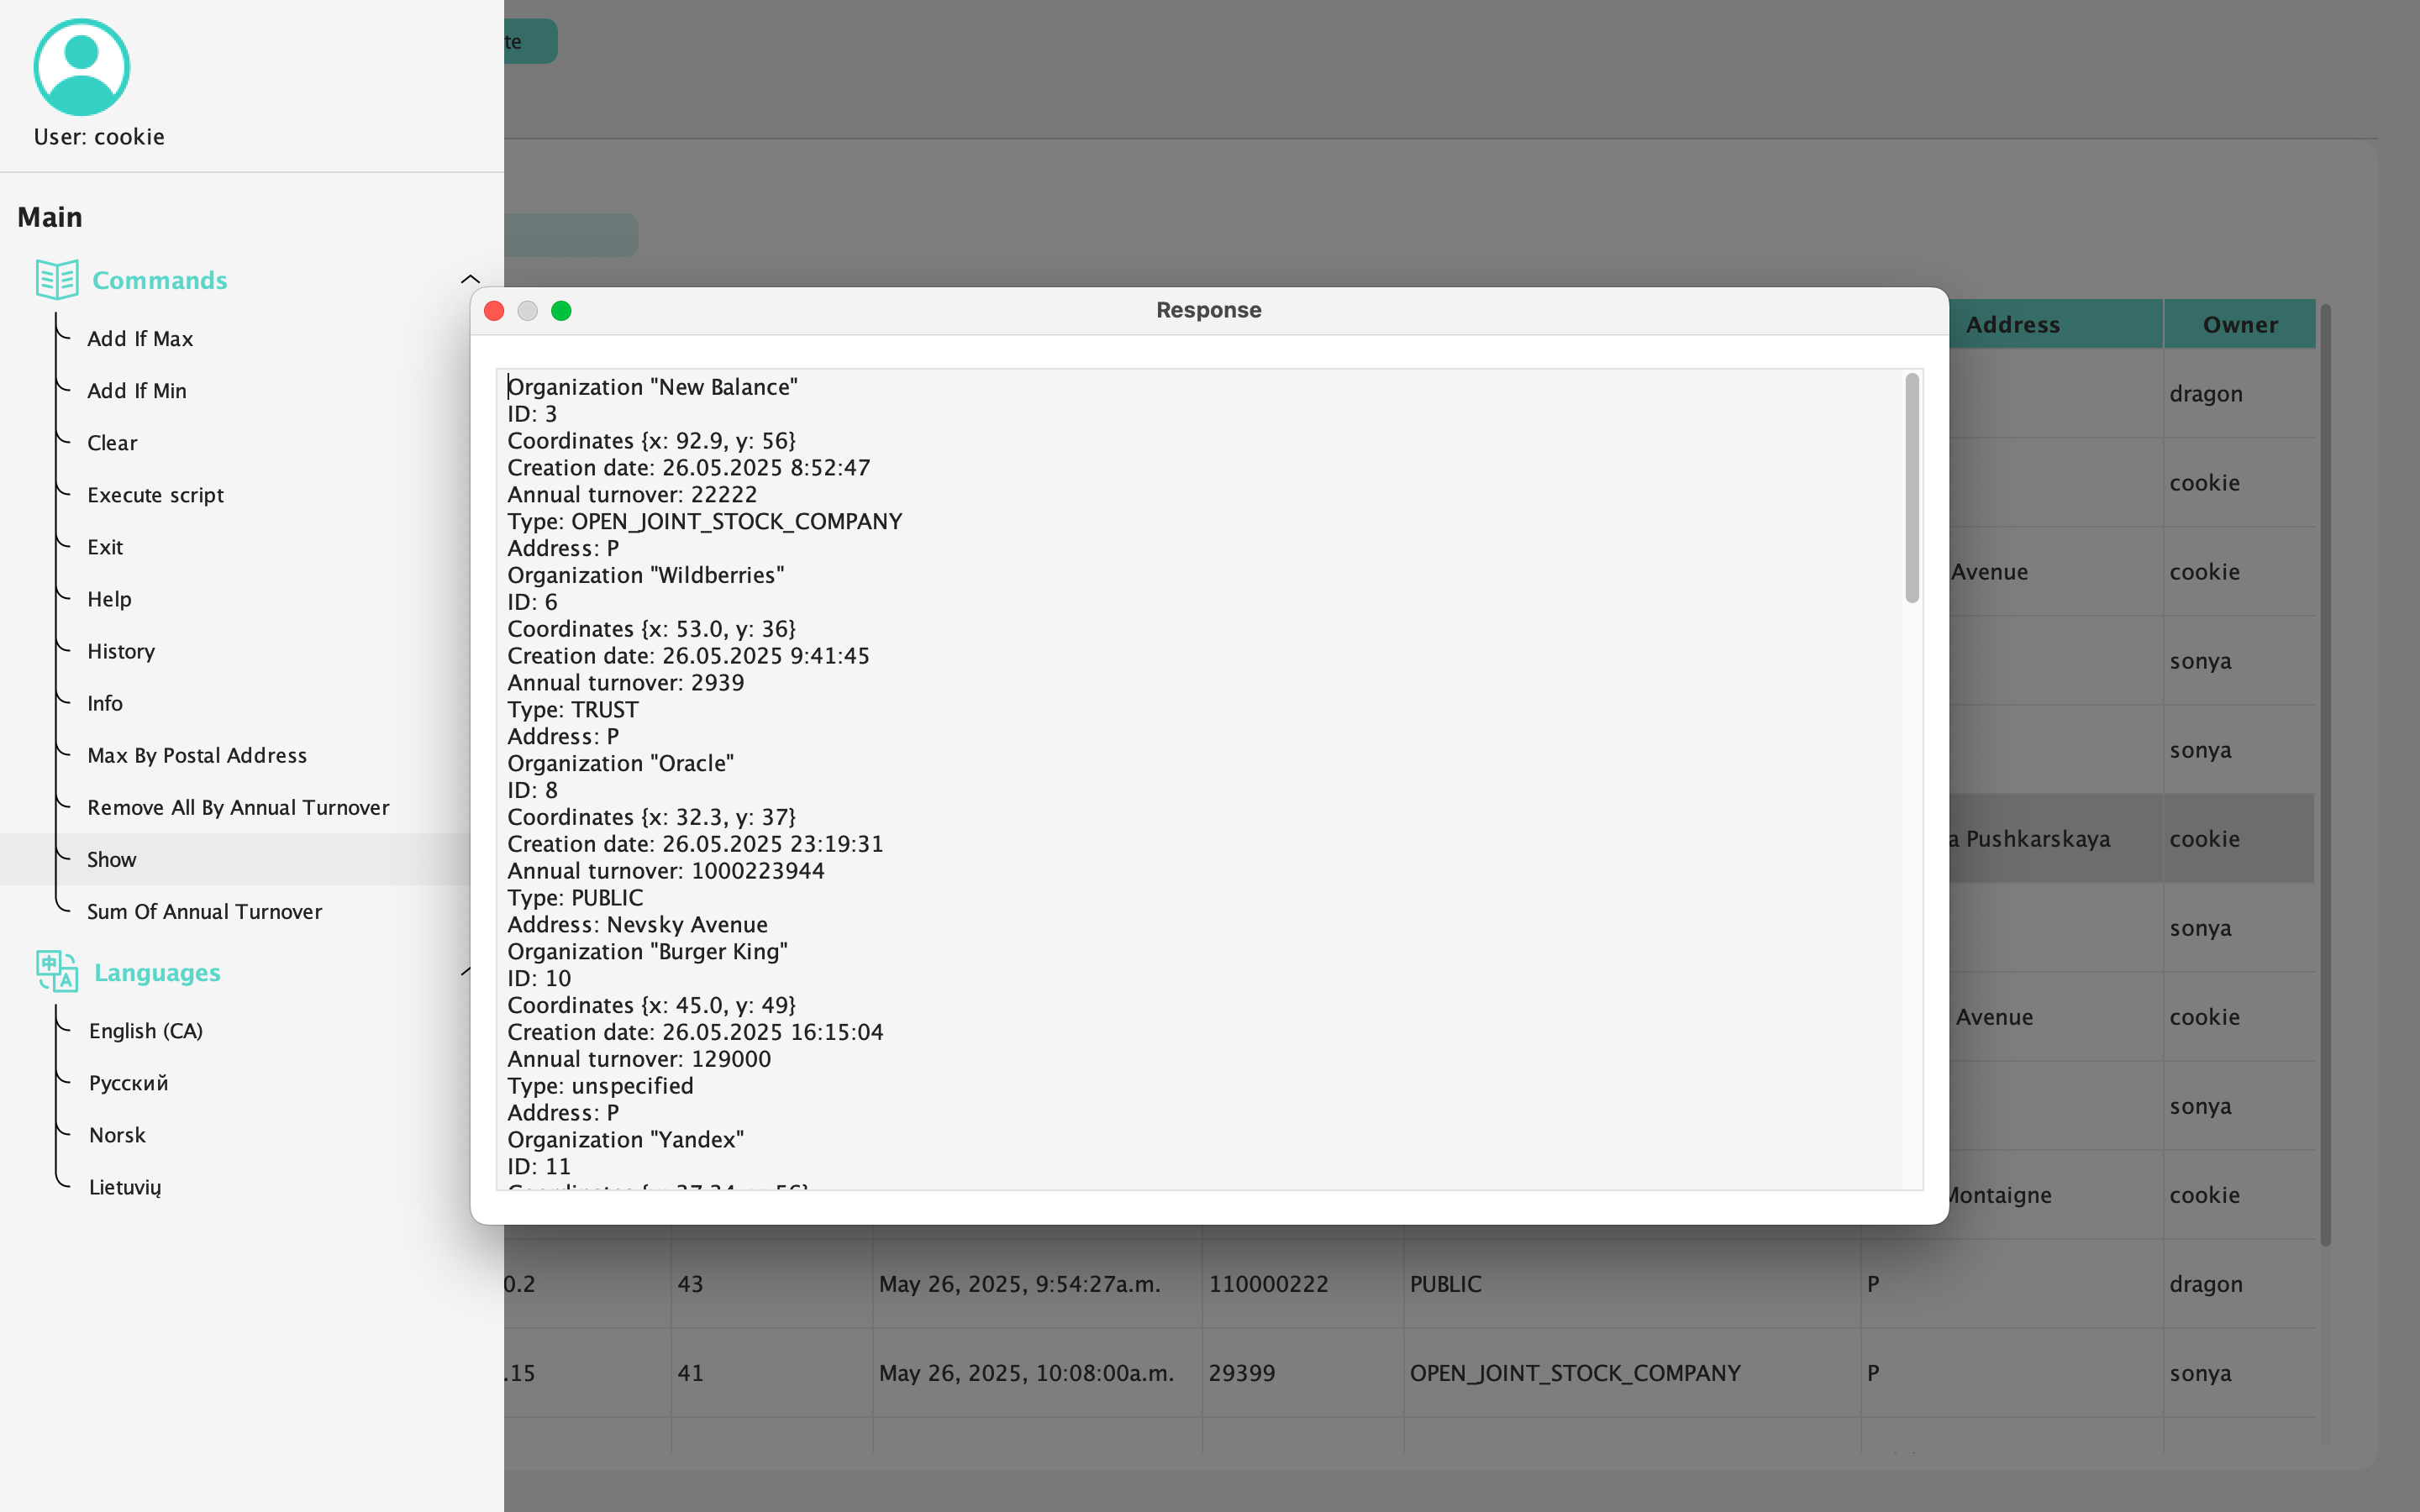 User: cookie
Main
Commands
Add If Max
Add If Min
Clear
Execute script
Exit
Help
History
Info
Max By Postal Address
Remove All By Annual Turnover
Show
Sum Of Annual Turnover
Languages
English (CA)
Русский
Norsk
Lietuvių
te
Response
Organization "New Balance"
ID: 3
Coordinates {x: 92.9, y: 56}
Creation date: 26.05.2025 8:52:47
Annual turnover: 22222
Type: OPEN_JOINT_STOCK_COMPANY
Address: P
Organization "Wildberries"
ID: 6
Coordinates {x: 53.0, y: 36}
Creation date: 26.05.2025 9:41:45
Annual turnover: 2939
Type: TRUST
Address: P
Organization "Oracle"
ID: 8
Coordinates {x: 32.3, y: 37}
Creation date: 26.05.2025 23:19:31
Annual turnover: 1000223944
Type: PUBLIC
Address: Nevsky Avenue
Organization "Burger King"
ID: 10
Coordinates {x: 45.0, y: 49}
Creation date: 26.05.2025 16:15:04
Annual turnover: 129000
Type: unspecified
Address: P
Organization "Yandex"
ID: 11
Address Owner
dragon
cookie
Avenue cookie
sonya
sonya
a Pushkarskaya cookie
sonya
Avenue cookie
sonya
Montaigne cookie
0.2 43 May 26, 2025, 9:54:27a.m. 110000222 PUBLIC P dragon
.15 41 May 26, 2025, 10:08:00a.m. 29399 OPEN_JOINT_STOCK_COMPANY P sonya